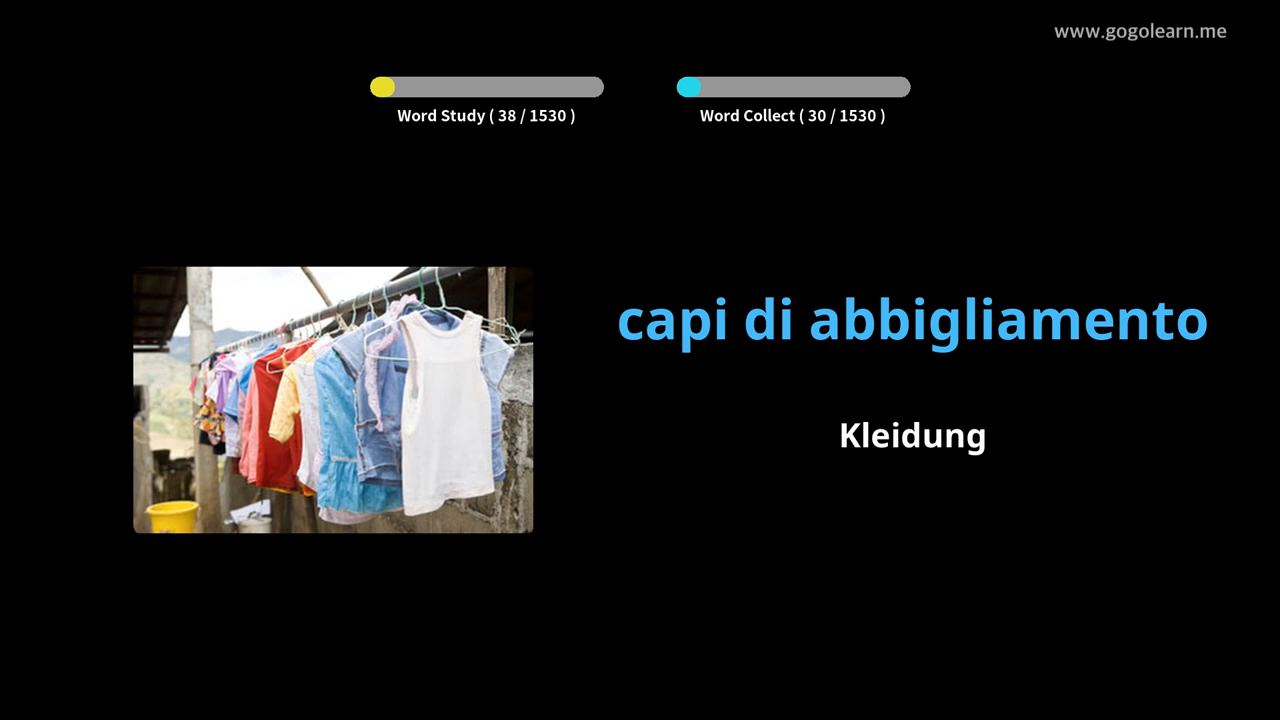 www.gogolearn.me
Word Study ( 38 / 1530 )
Word Collect ( 30 / 1530 )
capi di abbigliamento
Kleidung